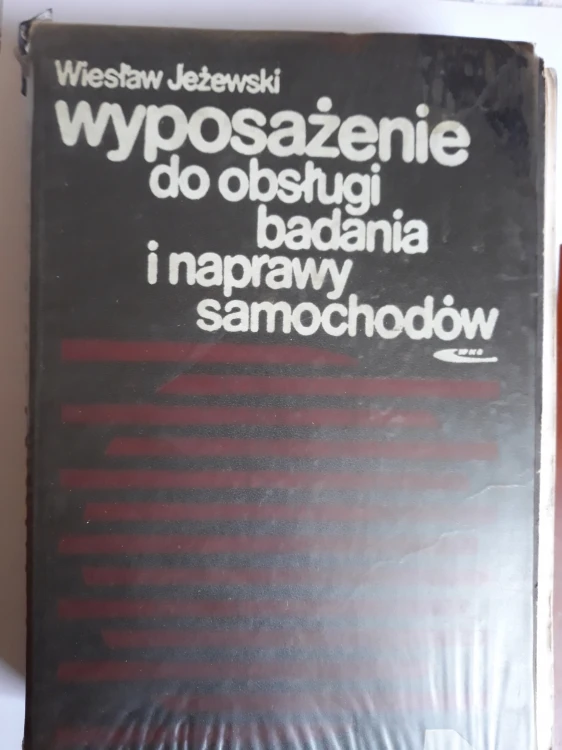 Wiesław Jeżewski
wyposażenie
do obsługi
badania
i naprawy
samochodów